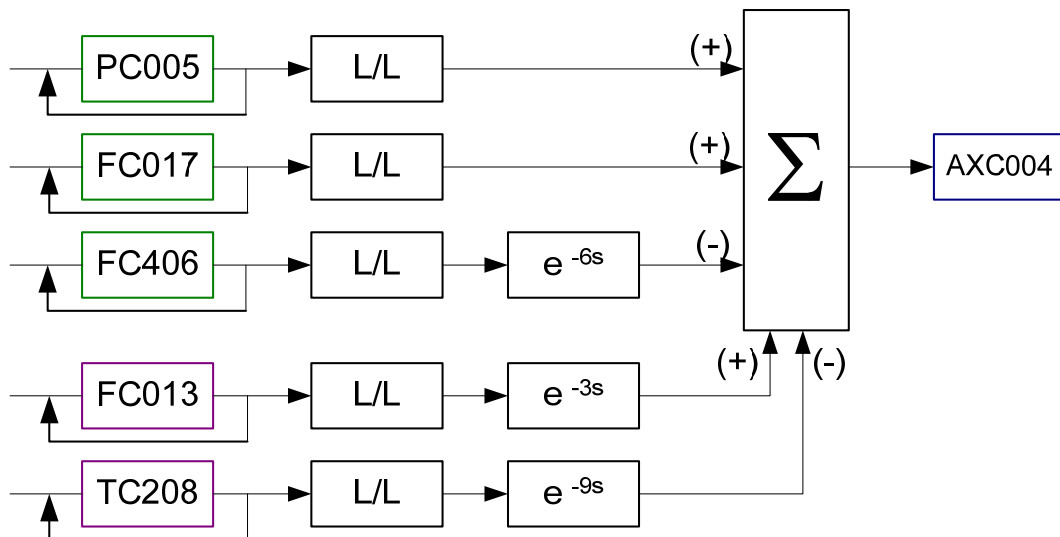 PC005 L/L (+)
FC017 L/L (+) Σ AXC004
FC406 L/L e -6s (-)
(+) (-)
FC013 L/L e -3s
TC208 L/L e -9s